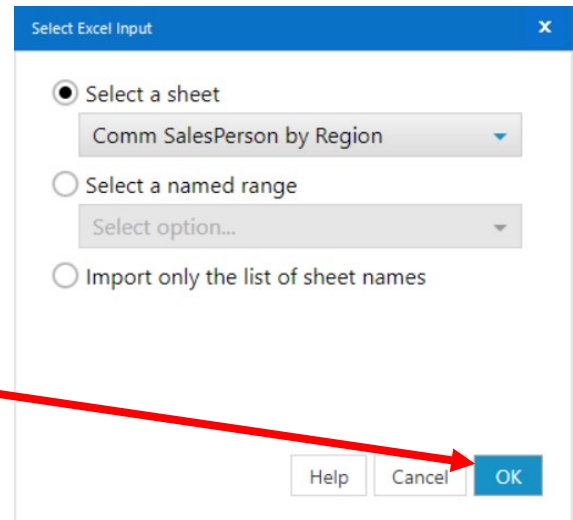 Select Excel Input x
Select a sheet
Comm SalesPerson by Region
Select a named range
Select option...
Import only the list of sheet names
Help Cancel OK